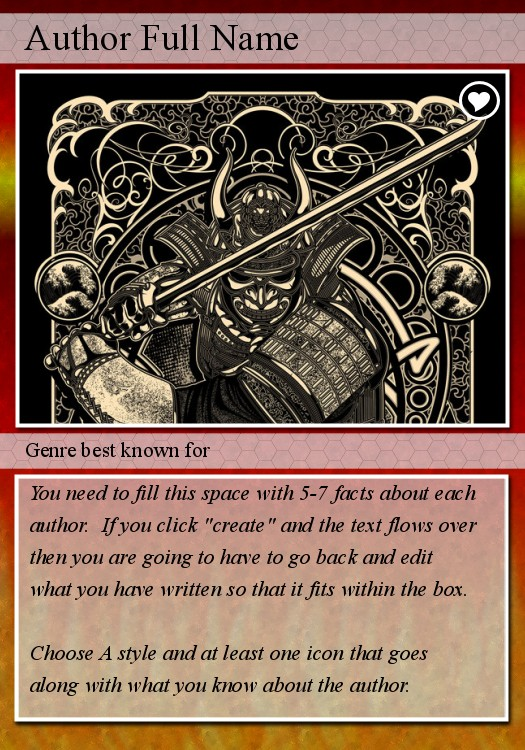 Author Full Name
Genre best known for
You need to fill this space with 5-7 facts about each
author.  If you click "create" and the text flows over
then you are going to have to go back and edit
what you have written so that it fits within the box.
Choose A style and at least one icon that goes
along with what you know about the author.